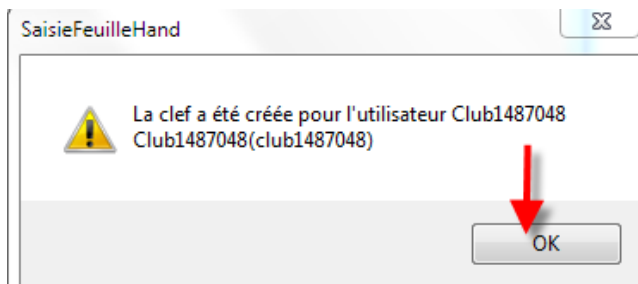 SaisieFeuilleHand
La clef a été créée pour l'utilisateur Club1487048
Club1487048(club1487048)
OK